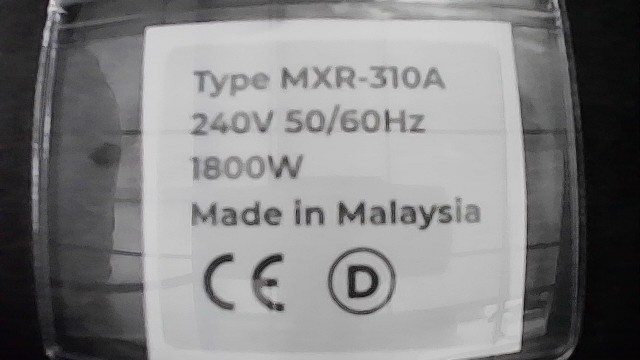 Type MXR-310A
240V 50/60Hz
1800W
Made in Malaysia
CE D